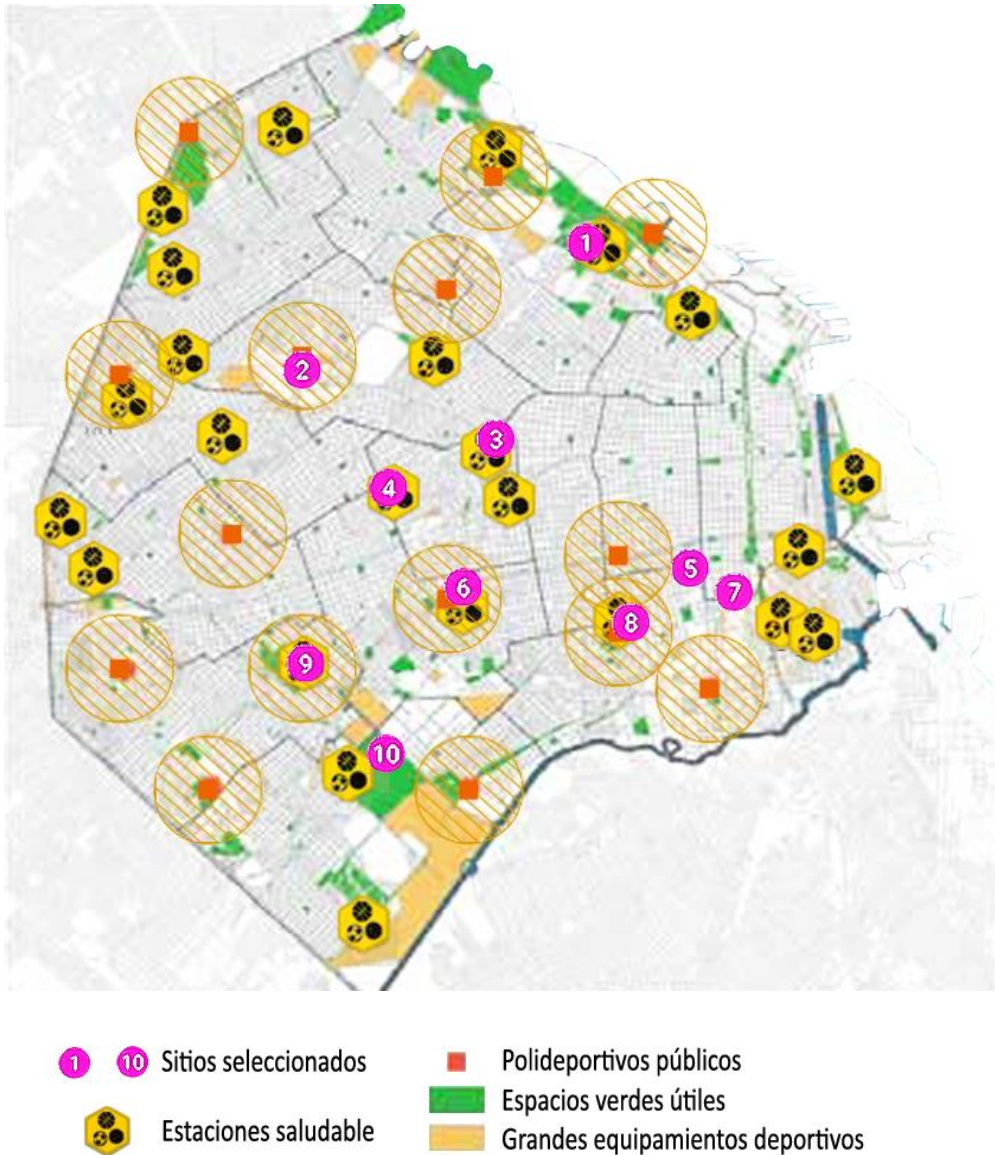 1
2
3
4
5
6
7
8
9
10
1 10 Sitios seleccionados
Polideportivos públicos
Espacios verdes útiles
Estaciones saludable
Grandes equipamientos deportivos